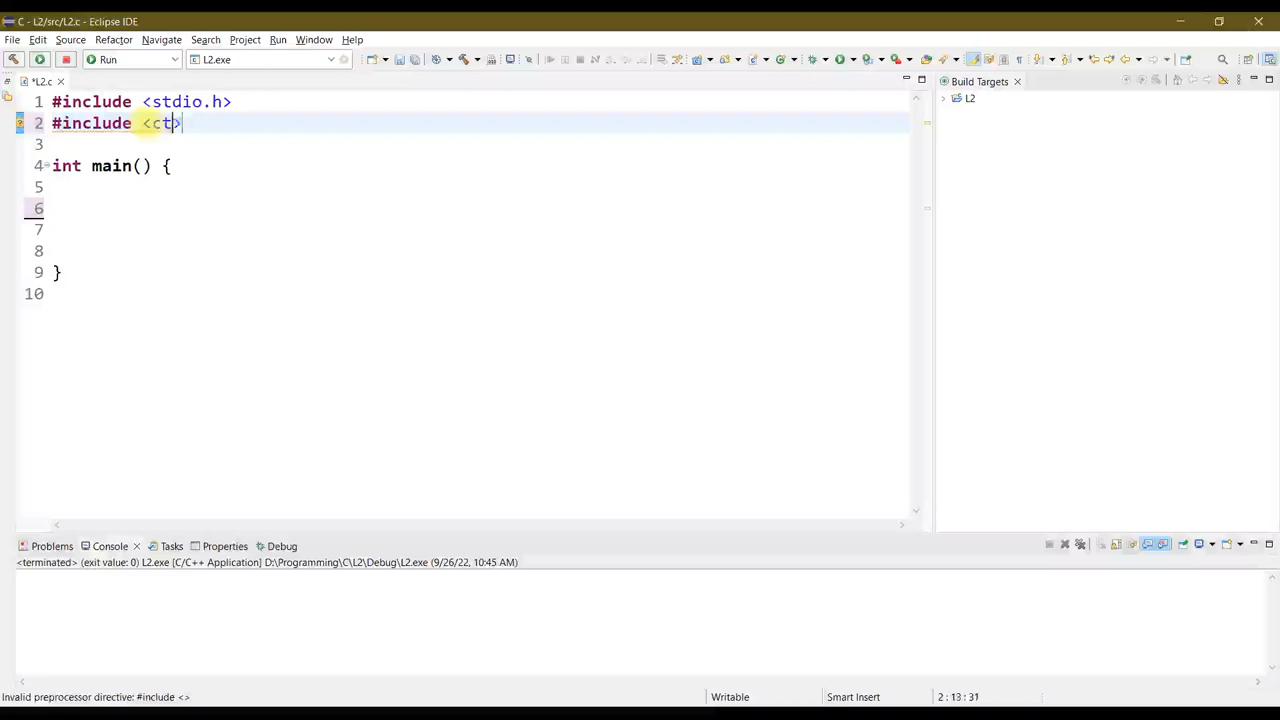 C - L2/src/L2.c - Eclipse IDE
File Edit Source Refactor Navigate Search Project Run Window Help
Run L2.exe
*L2.c Build Targets
1 #include <stdio.h> L2
2 #include <ct>
3
4 int main() {
5
6
7
8
9 }
10
Problems Console Tasks Properties Debug
<terminated> (exit value: 0) L2.exe [C/C++ Application] D:\Programming\C\L2\Debug\L2.exe (9/26/22, 10:45 AM)
Invalid preprocessor directive: #include <> Writable Smart Insert 2 : 13 : 31